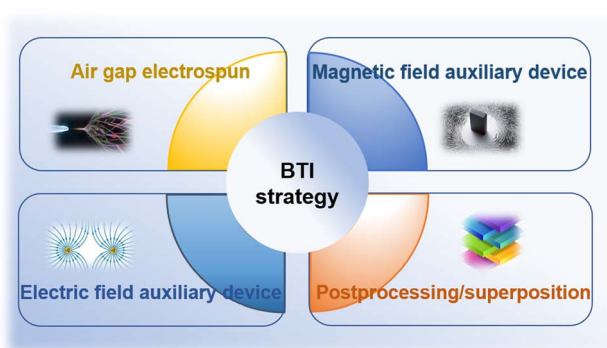 Air gap electrospun
Magnetic field auxiliary device
BTI
strategy
Electric field auxiliary device
Postprocessing/superposition